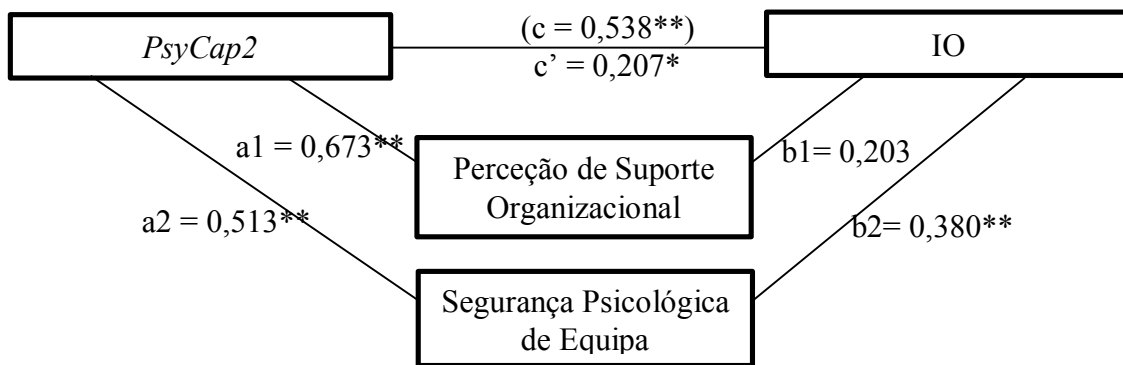 PsyCap2
(c = 0,538**)
c’ = 0,207*
IO
a1 = 0,673**
Perceção de Suporte
Organizacional
b1= 0,203
a2 = 0,513**
b2= 0,380**
Segurança Psicológica
de Equipa